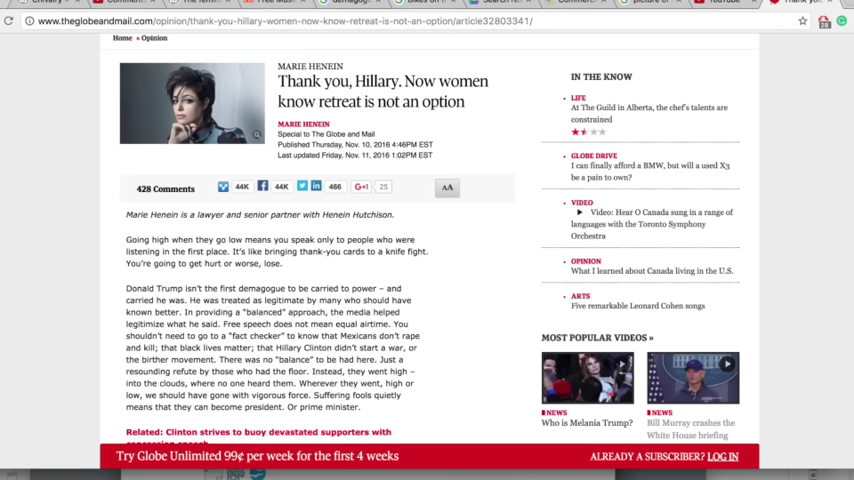 www.theglobeandmail.com/opinion/thank-you-hillary-women-now-know-retreat-is-not-an-option/article32803341/
Home • Opinion
MARIE HENEIN
Thank you, Hillary. Now women
know retreat is not an option
MARIE HENEIN
Special to The Globe and Mail
Published Thursday, Nov. 10, 2016 4:46PM EST
Last updated Friday, Nov. 11, 2016 1:02PM EST
428 Comments
44K
44K
466
G+1
25
AA
Marie Henein is a lawyer and senior partner with Henein Hutchison.
Going high when they go low means you speak only to people who were
listening in the first place. It's like bringing thank-you cards to a knife fight.
You're going to get hurt or worse, lose.
Donald Trump isn't the first demagogue to be carried to power – and
carried he was. He was treated as legitimate by many who should have
known better. In providing a "balanced" approach, the media helped
legitimize what he said. Free speech does not mean equal airtime. You
shouldn't need to go to a "fact checker" to know that Mexicans don't rape
and kill; that black lives matter; that Hillary Clinton didn't start a war, or
the birther movement. There was no "balance" to be had here. Just a
resounding refute by those who had the floor. Instead, they went high –
into the clouds, where no one heard them. Wherever they went, high or
low, we should have gone with vigorous force. Suffering fools quietly
means that they can become president. Or prime minister.
Related: Clinton strives to buoy devastated supporters with
IN THE KNOW
LIFE
At The Guild in Alberta, the chef's talents are
constrained
GLOBE DRIVE
I can finally afford a BMW, but will a used X3
be a pain to own?
VIDEO
Video: Hear O Canada sung in a range of
languages with the Toronto Symphony
Orchestra
OPINION
What I learned about Canada living in the U.S.
ARTS
Five remarkable Leonard Cohen songs
MOST POPULAR VIDEOS »
NEWS
Who is Melania Trump?
NEWS
Bill Murray crashes the
White House briefing
Try Globe Unlimited 99¢ per week for the first 4 weeks
ALREADY A SUBSCRIBER? LOG IN